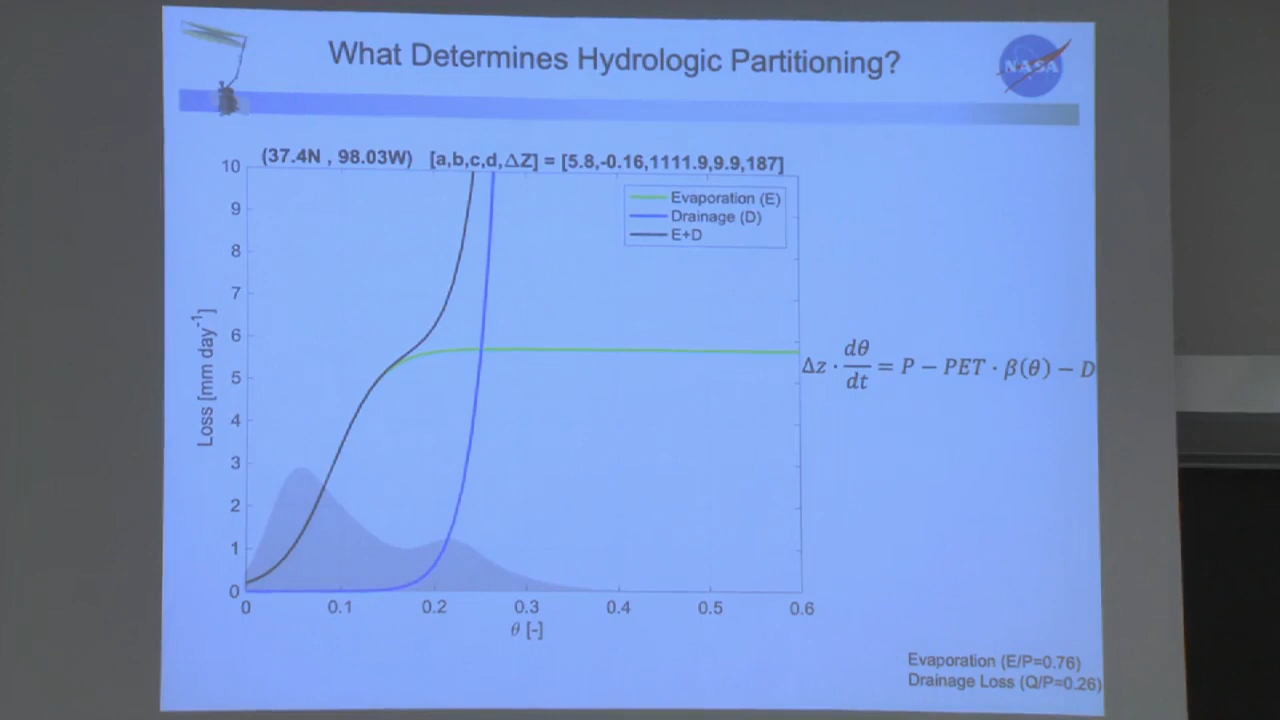 What Determines Hydrologic Partitioning?
NASA
(37.4N , 98.03W) [a,b,c,d,ΔZ] = [5.8,-0.16,1111.9,9.9,187]
10
9
8
7
6
5
4
3
2
1
0
Loss [mm day⁻¹]
Evaporation (E)
Drainage (D)
E+D
0 0.1 0.2 0.3 0.4 0.5 0.6
θ [-]
Δz · dθ/dt = P − PET · β(θ) − D
Evaporation (E/P=0.76)
Drainage Loss (Q/P=0.26)